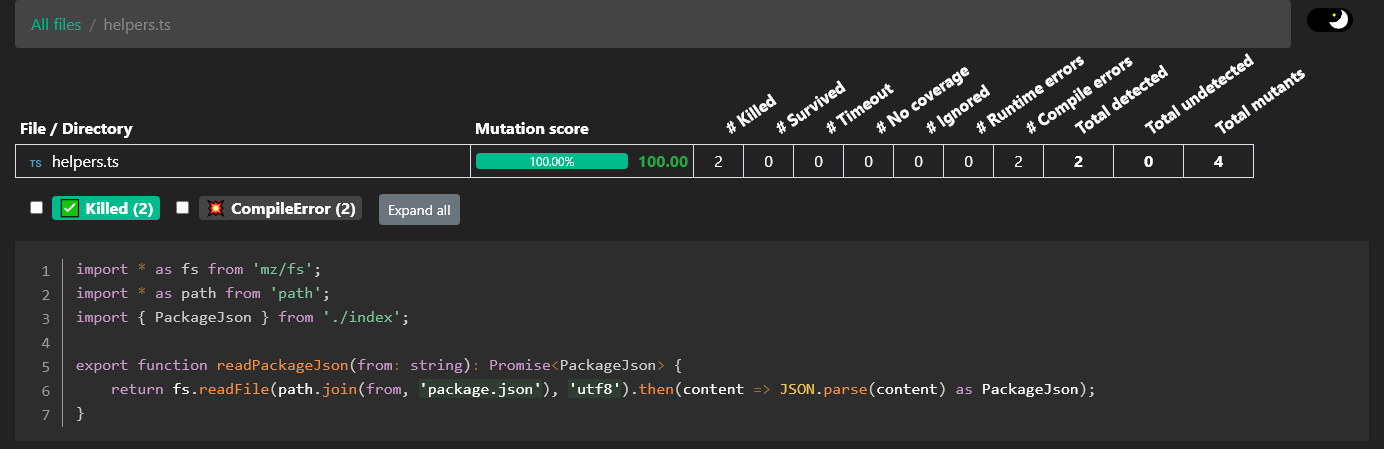 All files / helpers.ts
File / Directory Mutation score # Killed # Survived # Timeout # No coverage # Ignored # Runtime errors # Compile errors Total detected Total undetected Total mutants
TS helpers.ts 100.00% 100.00 2 0 0 0 0 0 2 2 0 4
✅ Killed (2) 💥 CompileError (2) Expand all
1 import * as fs from 'mz/fs';
2 import * as path from 'path';
3 import { PackageJson } from './index';
4
5 export function readPackageJson(from: string): Promise<PackageJson> {
6     return fs.readFile(path.join(from, 'package.json'), 'utf8').then(content => JSON.parse(content) as PackageJson);
7 }